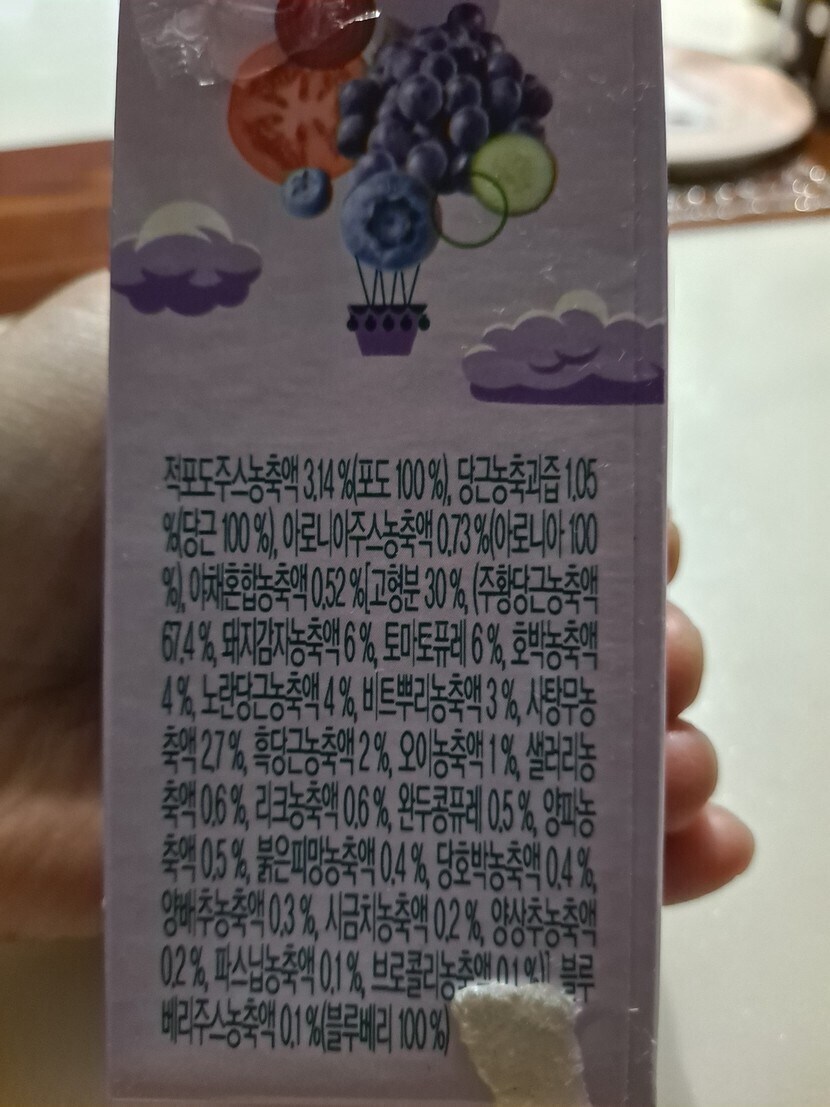 적포도주스농축액 3.14 %(포도 100 %), 당근농축과즙 1.05
%(당근 100 %), 아로니아주스농축액 0.73 %(아로니아 100
%), 야채혼합농축액 0.52 %[고형분 30 %, (주황당근농축액
67.4 %, 돼지감자농축액 6 %, 토마토퓨레 6 %, 호박농축액
4 %, 노란당근농축액 4 %, 비트뿌리농축액 3 %, 사탕무농
축액 2.7 %, 흑당근농축액 2 %, 오이농축액 1 %, 샐러리농
축액 0.6 %, 리크농축액 0.6 %, 완두콩퓨레 0.5 %, 양파농
축액 0.5 %, 붉은피망농축액 0.4 %, 당호박농축액 0.4 %,
양배추농축액 0.3 %, 시금치농축액 0.2 %, 양상추농축액
0.2 %, 파스닙농축액 0.1 %, 브로콜리농축액 0.1 %)], 블루
베리주스농축액 0.1 %(블루베리 100 %)